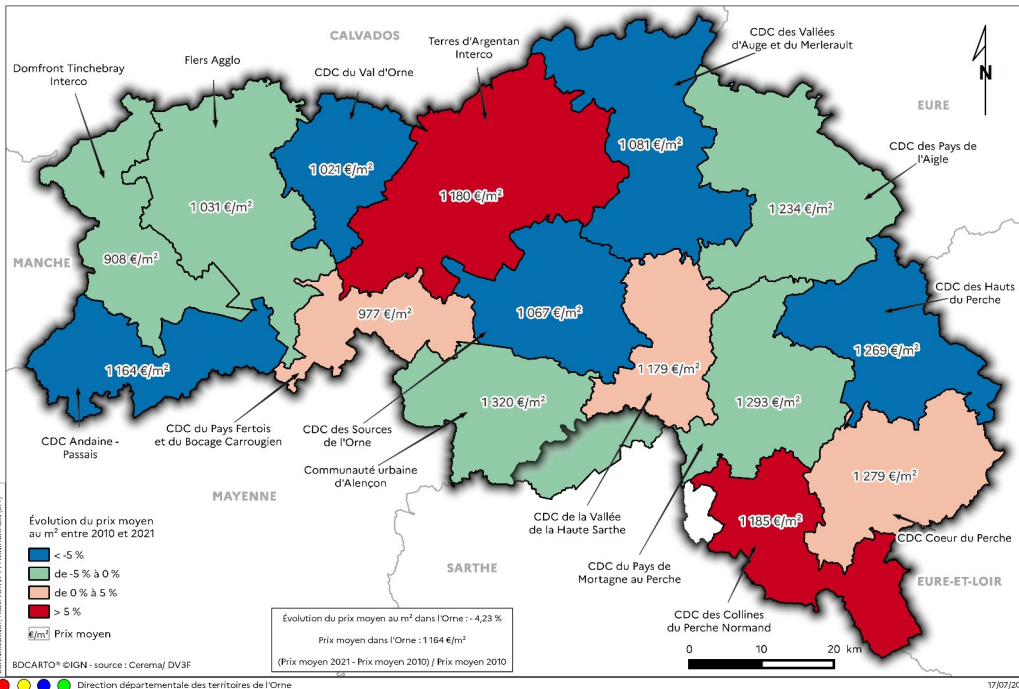 CALVADOS
Terres d'Argentan
Interco
CDC des Vallées
d'Auge et du Merlerault
Domfront Tinchebray
Interco
Flers Agglo
CDC du Val d'Orne
N
EURE
CDC des Pays de
l'Aigle
1 081 €/m²
1 021 €/m²
1 180 €/m²
1 031 €/m²
1 234 €/m²
MANCHE
908 €/m²
CDC des Hauts
du Perche
977 €/m²
1 067 €/m²
1 269 €/m²
1 164 €/m²
1 179 €/m²
1 320 €/m²
1 293 €/m²
CDC Andaine -
Passais
CDC du Pays Fertois
et du Bocage Carrougien
CDC des Sources
de l'Orne
Communauté urbaine
d'Alençon
1 279 €/m²
MAYENNE
CDC de la Vallée
de la Haute Sarthe
1 185 €/m²
CDC Coeur du Perche
SARTHE
CDC du Pays de
Mortagne au Perche
EURE-ET-LOIR
CDC des Collines
du Perche Normand
Évolution du prix moyen
au m² entre 2010 et 2021
< -5 %
de -5 % à 0 %
de 0 % à 5 %
> 5 %
€/m² Prix moyen
Évolution du prix moyen au m² dans l'Orne : - 4,23 %
Prix moyen dans l'Orne : 1 164 €/m²
(Prix moyen 2021 - Prix moyen 2010) / Prix moyen 2010
0 10 20 km
BDCARTO® ©IGN - source : Cerema/ DV3F
Direction départementale des territoires de l'Orne
17/07/20